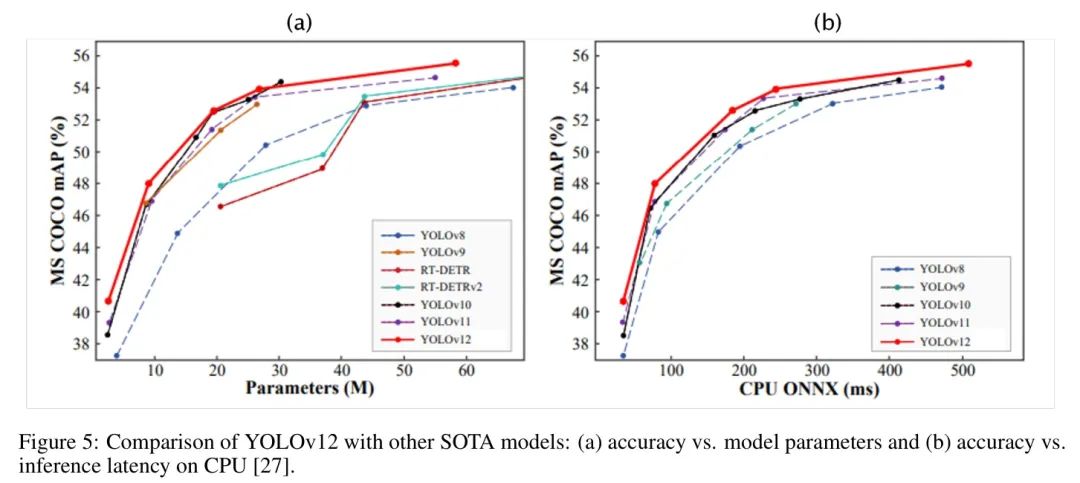 (a)
(b)
MS COCO mAP (%)
56
54
52
50
48
46
44
42
40
38
10
20
30
40
50
60
Parameters (M)
YOLOv8
YOLOv9
RT-DETR
RT-DETRv2
YOLOv10
YOLOv11
YOLOv12
MS COCO mAP (%)
56
54
52
50
48
46
44
42
40
38
100
200
300
400
500
CPU ONNX (ms)
YOLOv8
YOLOv9
YOLOv10
YOLOv11
YOLOv12
Figure 5: Comparison of YOLOv12 with other SOTA models: (a) accuracy vs. model parameters and (b) accuracy vs.
inference latency on CPU [27].